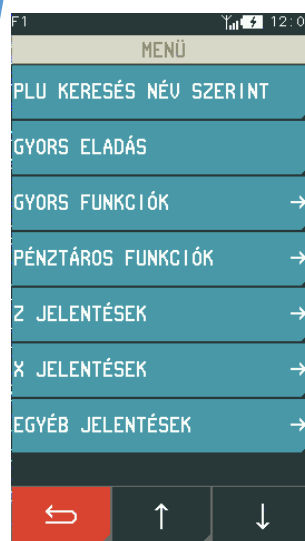 F1 12:0
MENÜ
PLU KERESÉS NÉV SZERINT
GYORS ELADÁS
GYORS FUNKCIÓK
PÉNZTÁROS FUNKCIÓK
Z JELENTÉSEK
X JELENTÉSEK
EGYÉB JELENTÉSEK